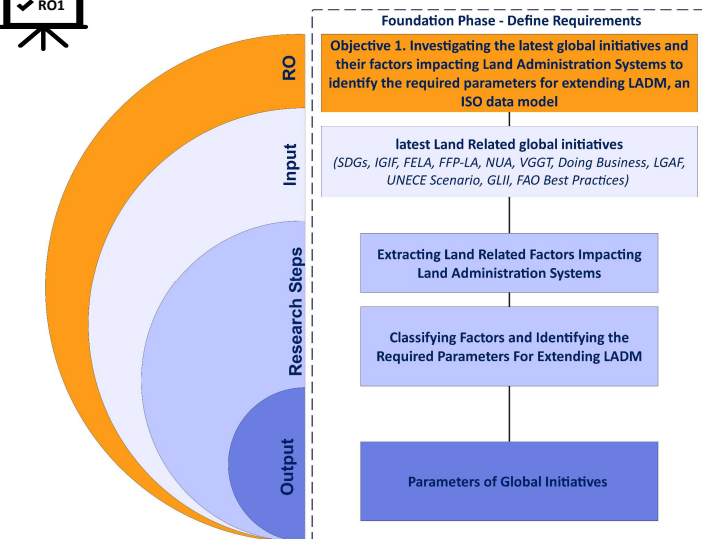 RO1
Foundation Phase - Define Requirements
RO
Objective 1. Investigating the latest global initiatives and
their factors impacting Land Administration Systems to
identify the required parameters for extending LADM, an
ISO data model
Input
latest Land Related global initiatives
(SDGs, IGIF, FELA, FFP-LA, NUA, VGGT, Doing Business, LGAF,
UNECE Scenario, GLII, FAO Best Practices)
Research Steps
Extracting Land Related Factors Impacting
Land Administration Systems
Classifying Factors and Identifying the
Required Parameters For Extending LADM
Output
Parameters of Global Initiatives